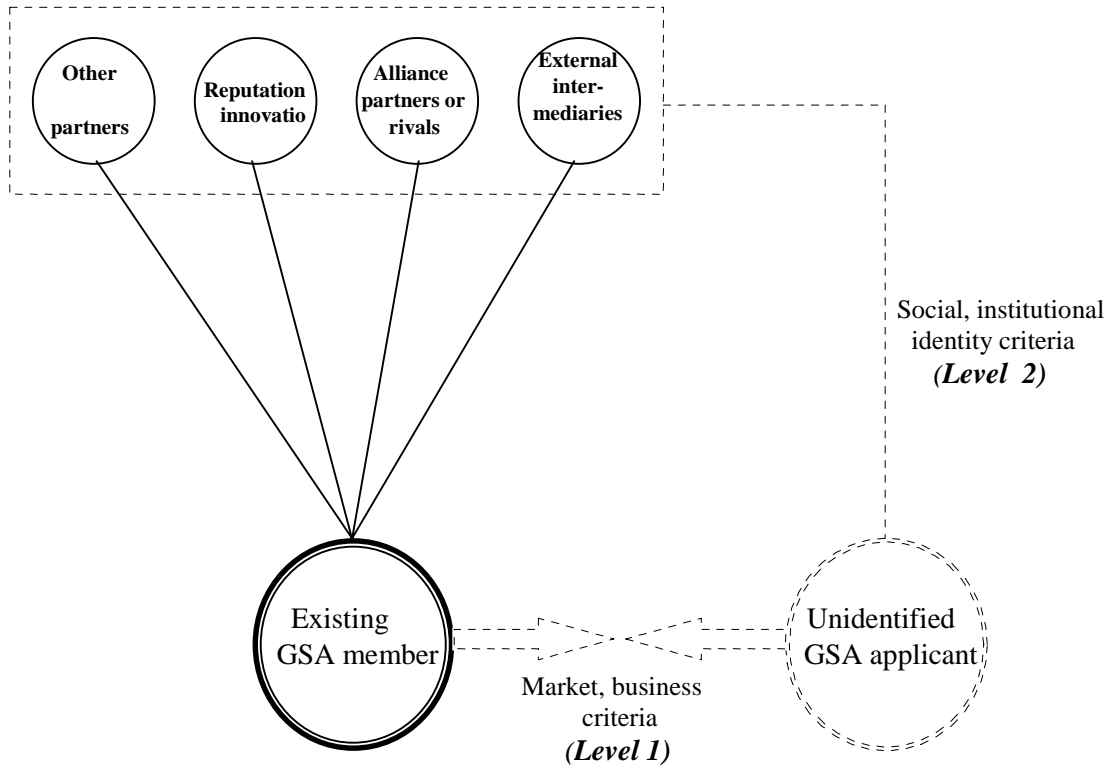 Other
partners
Reputation
innovatio
Alliance
partners or
rivals
External
inter-
mediaries
Social, institutional
identity criteria
(Level 2)
Existing
GSA member
Unidentified
GSA applicant
Market, business
criteria
(Level 1)